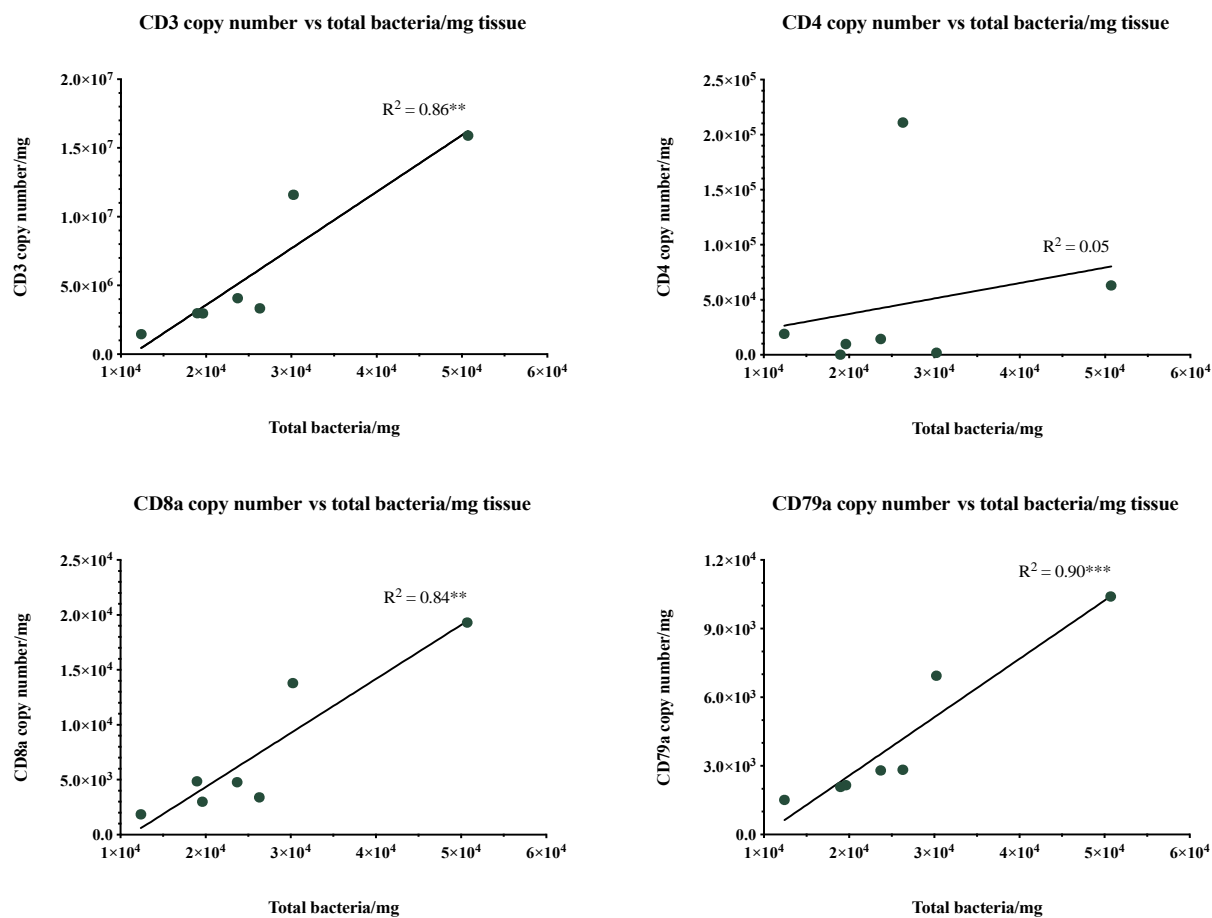 CD3 copy number vs total bacteria/mg tissue
2.0×10⁷
1.5×10⁷
1.0×10⁷
5.0×10⁶
0.0
CD3 copy number/mg
R² = 0.86**
1×10⁴ 2×10⁴ 3×10⁴ 4×10⁴ 5×10⁴ 6×10⁴
Total bacteria/mg
CD4 copy number vs total bacteria/mg tissue
2.5×10⁵
2.0×10⁵
1.5×10⁵
1.0×10⁵
5.0×10⁴
0.0
CD4 copy number/mg
R² = 0.05
1×10⁴ 2×10⁴ 3×10⁴ 4×10⁴ 5×10⁴ 6×10⁴
Total bacteria/mg
CD8a copy number vs total bacteria/mg tissue
2.5×10⁴
2.0×10⁴
1.5×10⁴
1.0×10⁴
5.0×10³
0.0
CD8a copy number/mg
R² = 0.84**
1×10⁴ 2×10⁴ 3×10⁴ 4×10⁴ 5×10⁴ 6×10⁴
Total bacteria/mg
CD79a copy number vs total bacteria/mg tissue
1.2×10⁴
9.0×10³
6.0×10³
3.0×10³
0.0
CD79a copy number/mg
R² = 0.90***
1×10⁴ 2×10⁴ 3×10⁴ 4×10⁴ 5×10⁴ 6×10⁴
Total bacteria/mg